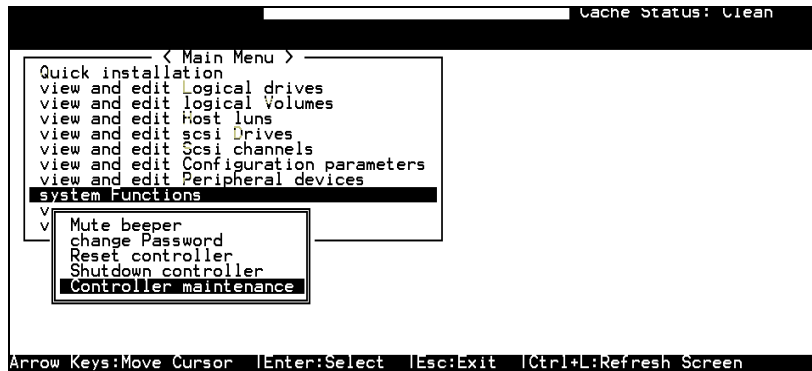 Cache Status: Clean
< Main Menu >
Quick installation
view and edit Logical drives
view and edit logical Volumes
view and edit Host luns
view and edit scsi Drives
view and edit Scsi channels
view and edit Configuration parameters
view and edit Peripheral devices
system Functions
v
v
Mute beeper
change Password
Reset controller
Shutdown controller
Controller maintenance
Arrow Keys:Move Cursor |Enter:Select |Esc:Exit |Ctrl+L:Refresh Screen